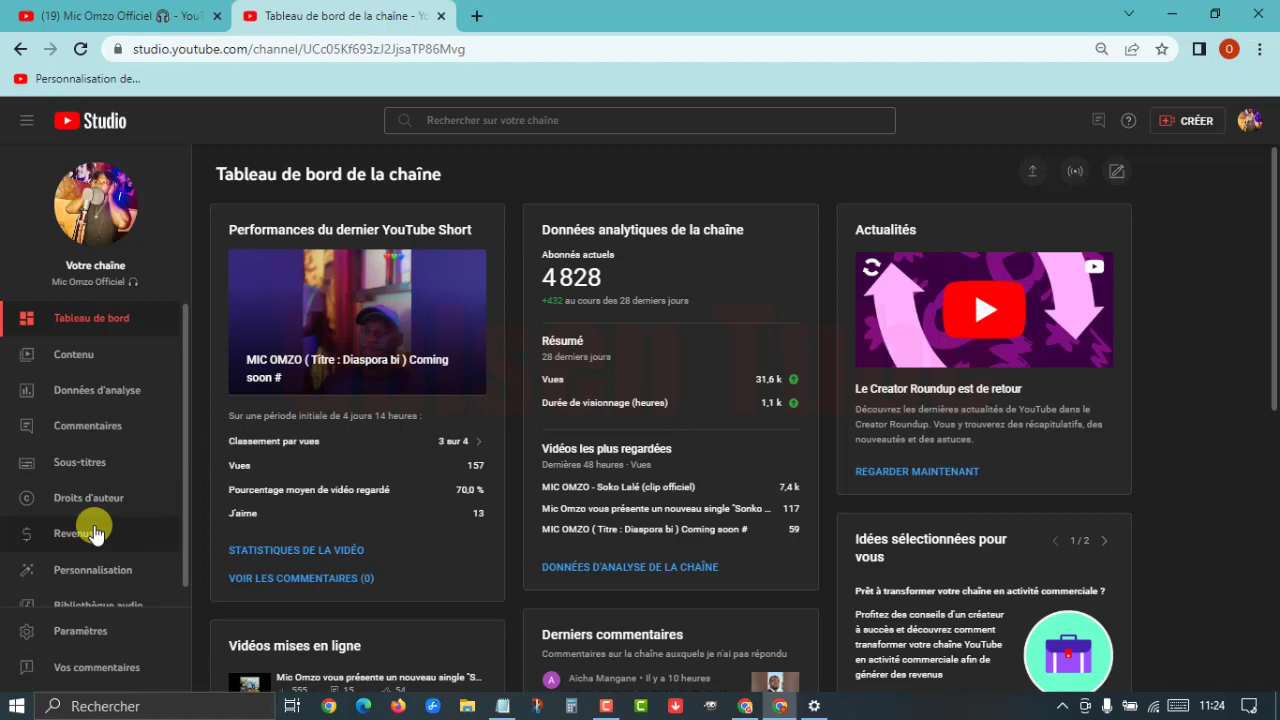 (19) Mic Omzo Officiel 🎧 - YouT
Tableau de bord de la chaîne - Yo
studio.youtube.com/channel/UCc05Kf693zJ2JjsaTP86Mvg
O
Personnalisation de...
Studio
Rechercher sur votre chaîne
CRÉER
Votre chaîne
Mic Omzo Officiel 🎧
Tableau de bord
Contenu
Données d'analyse
Commentaires
Sous-titres
Droits d'auteur
Revenus
Personnalisation
Bibliothèque audio
Paramètres
Vos commentaires
Tableau de bord de la chaîne
Performances du dernier YouTube Short
MIC OMZO ( Titre : Diaspora bi ) Coming
soon #
Sur une période initiale de 4 jours 14 heures :
Classement par vues 3 sur 4
Vues 157
Pourcentage moyen de vidéo regardé 70,0 %
J'aime 13
STATISTIQUES DE LA VIDÉO
VOIR LES COMMENTAIRES (0)
Vidéos mises en ligne
Mic Omzo vous présente un nouveau single "S...
555 15 54
Données analytiques de la chaîne
Abonnés actuels
4 828
+432 au cours des 28 derniers jours
Résumé
28 derniers jours
Vues 31,6 k
Durée de visionnage (heures) 1,1 k
Vidéos les plus regardées
Dernières 48 heures · Vues
MIC OMZO - Soko Lalé (clip officiel) 7,4 k
Mic Omzo vous présente un nouveau single "Sonko ... 117
MIC OMZO ( Titre : Diaspora bi ) Coming soon # 59
DONNÉES D'ANALYSE DE LA CHAÎNE
Derniers commentaires
Commentaires sur la chaîne auxquels je n'ai pas répondu
A
Aicha Mangane • Il y a 10 heures
Actualités
Le Creator Roundup est de retour
Découvrez les dernières actualités de YouTube dans le
Creator Roundup. Vous y trouverez des récapitulatifs, des
nouveautés et des astuces.
REGARDER MAINTENANT
Idées sélectionnées pour
vous
1 / 2
Prêt à transformer votre chaîne en activité commerciale ?
Profitez des conseils d'un créateur
à succès et découvrez comment
transformer votre chaîne YouTube
en activité commerciale afin de
générer des revenus
Rechercher
11:24